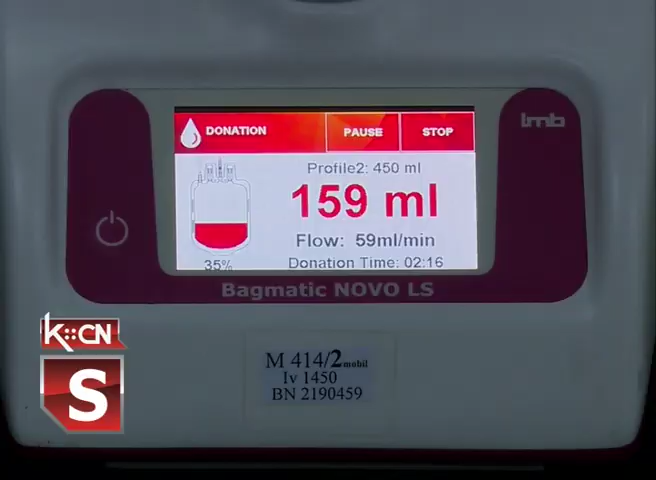 DONATION PAUSE STOP
lmb
Profile2: 450 ml
159 ml
Flow: 59ml/min
35%
Donation Time: 02:16
Bagmatic NOVO LS
K::CN
S
M 414/2 mobil
Iv 1450
BN 2190459